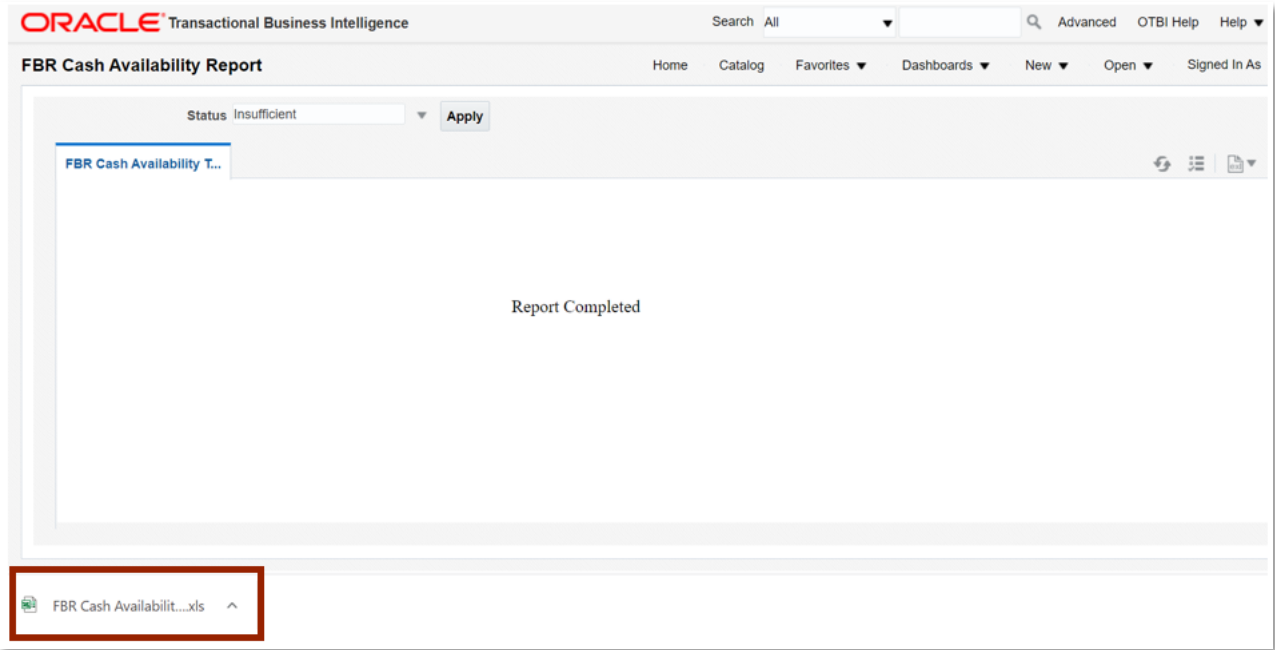 ORACLE Transactional Business Intelligence Search All Advanced OTBI Help Help
FBR Cash Availability Report Home Catalog Favorites Dashboards New Open Signed In As
Status Insufficient Apply
FBR Cash Availability T...
Report Completed
FBR Cash Availabilit....xls